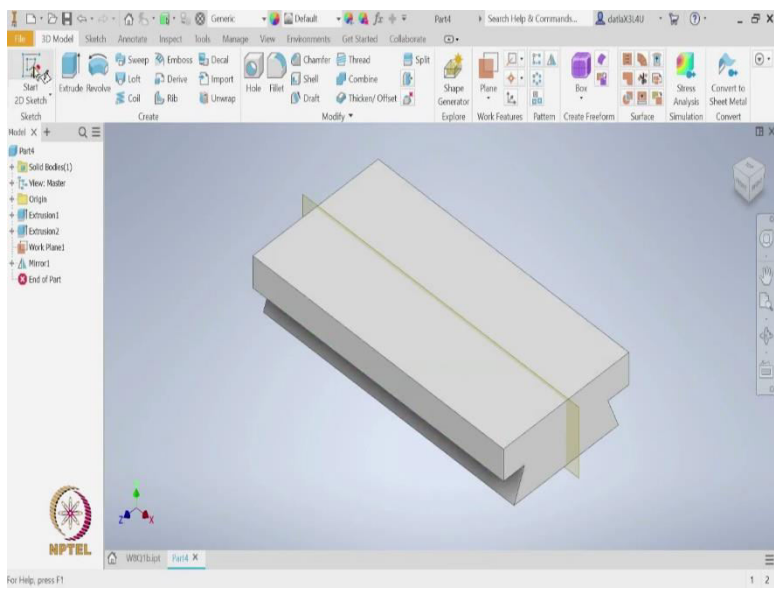 Generic Default fx Part4 Search Help & Commands... datlaX3L4U
File 3D Model Sketch Annotate Inspect Tools Manage View Environments Get Started Collaborate
Start 2D Sketch Extrude Revolve Sweep Emboss Decal Hole Fillet Chamfer Thread Split Shape Generator Plane Box Stress Analysis Convert to Sheet Metal
Loft Derive Import Shell Combine
Coil Rib Unwrap Draft Thicken/ Offset
Sketch Create Modify Explore Work Features Pattern Create Freeform Surface Simulation Convert
Model X +
Part4
Solid Bodies(1)
View: Master
Origin
Extrusion1
Extrusion2
Work Plane1
Mirror1
End of Part
Z X
NPTEL
W8Q1b.ipt Part4 X
For Help, press F1 1 2